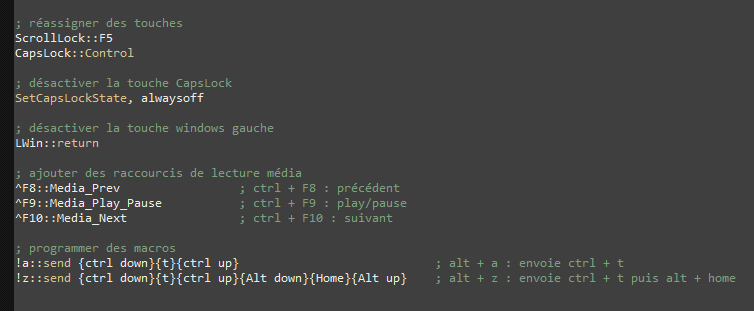 ; réassigner des touches
ScrollLock::F5
CapsLock::Control
; désactiver la touche CapsLock
SetCapsLockState, alwaysoff
; désactiver la touche windows gauche
LWin::return
; ajouter des raccourcis de lecture média
^F8::Media_Prev ; ctrl + F8 : précédent
^F9::Media_Play_Pause ; ctrl + F9 : play/pause
^F10::Media_Next ; ctrl + F10 : suivant
; programmer des macros
!a::send {ctrl down}{t}{ctrl up} ; alt + a : envoie ctrl + t
!z::send {ctrl down}{t}{ctrl up}{Alt down}{Home}{Alt up} ; alt + z : envoie ctrl + t puis alt + home